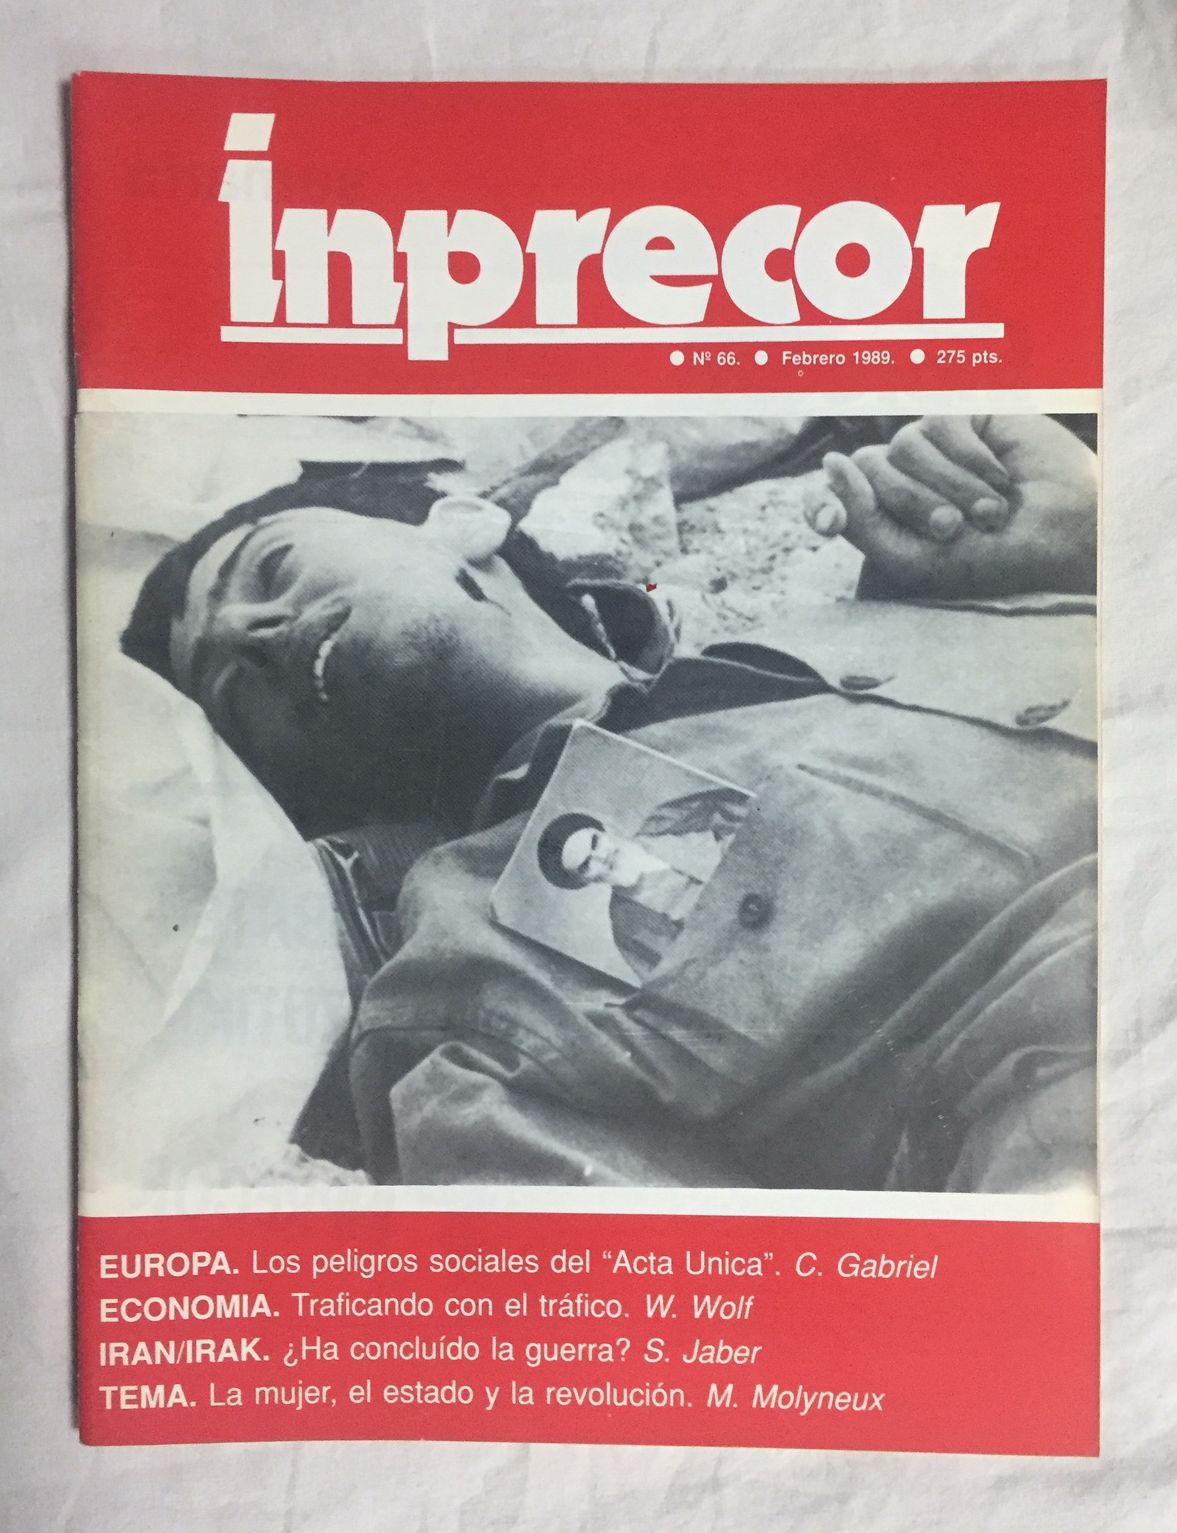 inprecor
● Nº 66. ● Febrero 1989. ● 275 pts.
EUROPA. Los peligros sociales del “Acta Unica”. C. Gabriel
ECONOMIA. Traficando con el tráfico. W. Wolf
IRAN/IRAK. ¿Ha concluído la guerra? S. Jaber
TEMA. La mujer, el estado y la revolución. M. Molyneux